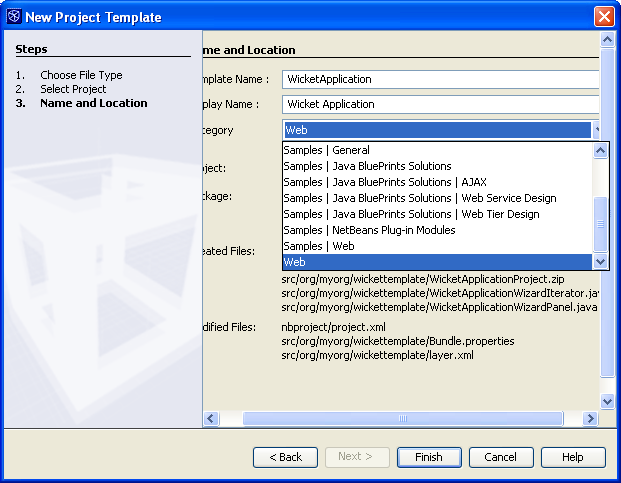 New Project Template
Steps
1. Choose File Type
2. Select Project
3. Name and Location
me and Location
mplate Name :
WicketApplication
play Name :
Wicket Application
tegory
Web
Samples | General
Samples | Java BluePrints Solutions
Samples | Java BluePrints Solutions | AJAX
Samples | Java BluePrints Solutions | Web Service Design
Samples | Java BluePrints Solutions | Web Tier Design
Samples | NetBeans Plug-in Modules
Samples | Web
Web
oject:
ckage:
eated Files:
src/org/myorg/wickettemplate/WicketApplicationProject.zip
src/org/myorg/wickettemplate/WicketApplicationWizardIterator.java
src/org/myorg/wickettemplate/WicketApplicationWizardPanel.java
dified Files:
nbproject/project.xml
src/org/myorg/wickettemplate/Bundle.properties
src/org/myorg/wickettemplate/layer.xml
< Back
Next >
Finish
Cancel
Help